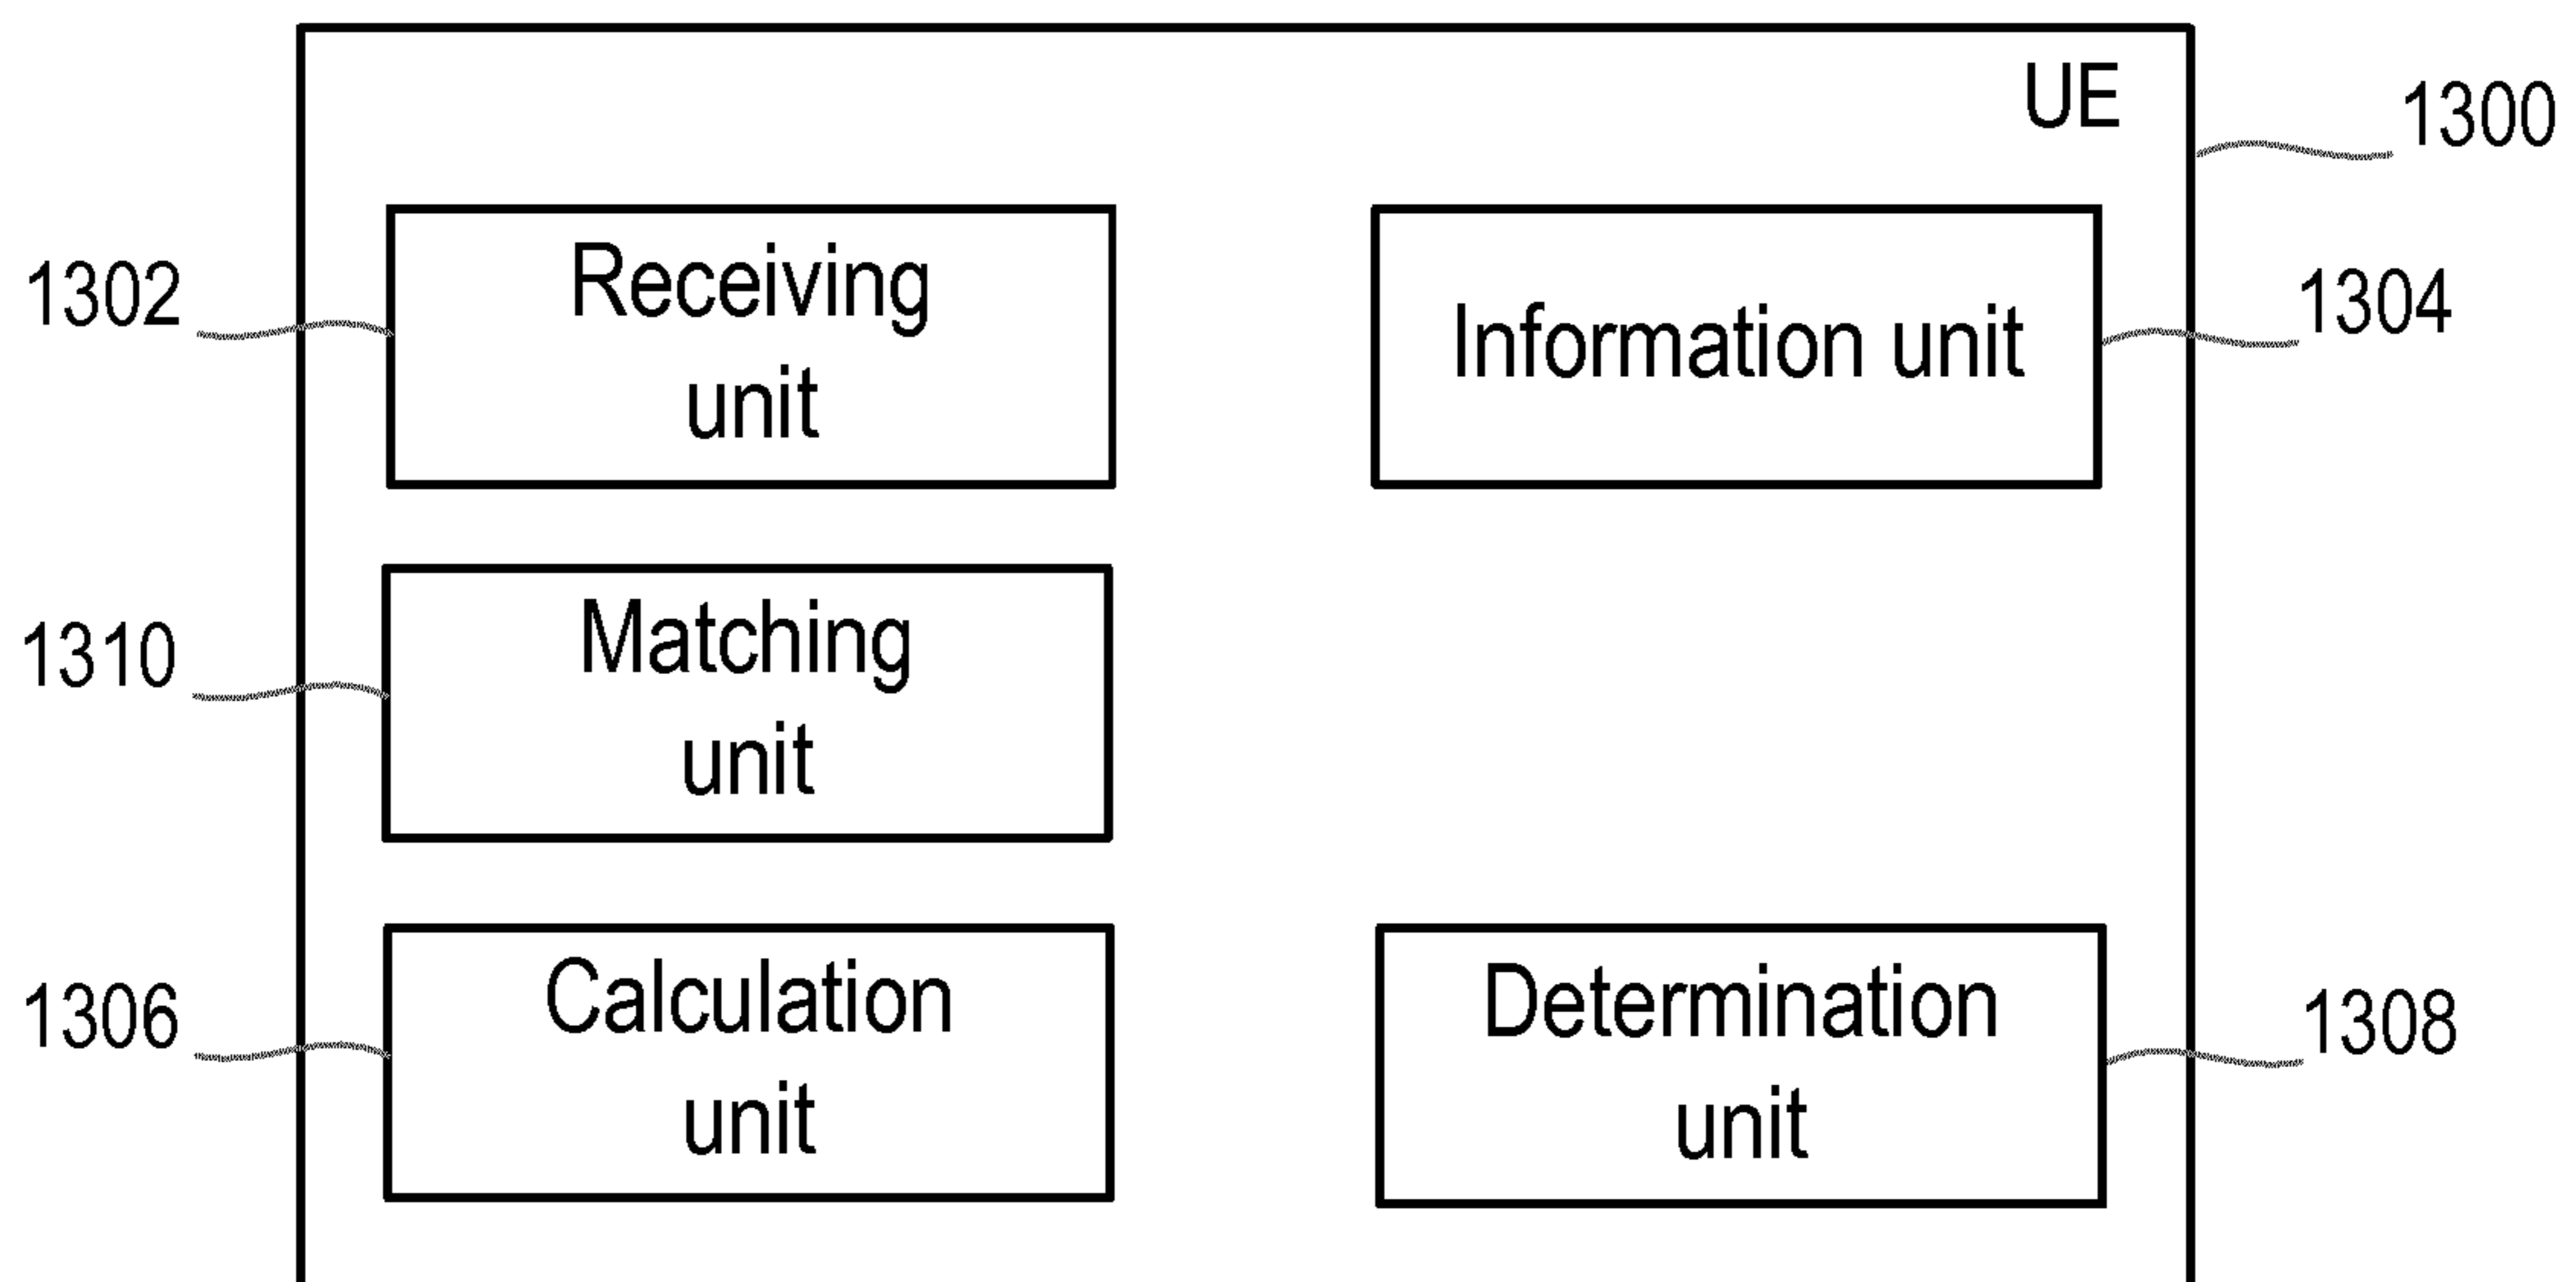 UE
1300
Receiving
unit
1302
Information unit
1304
Matching
unit
1310
Calculation
unit
1306
Determination
unit
1308